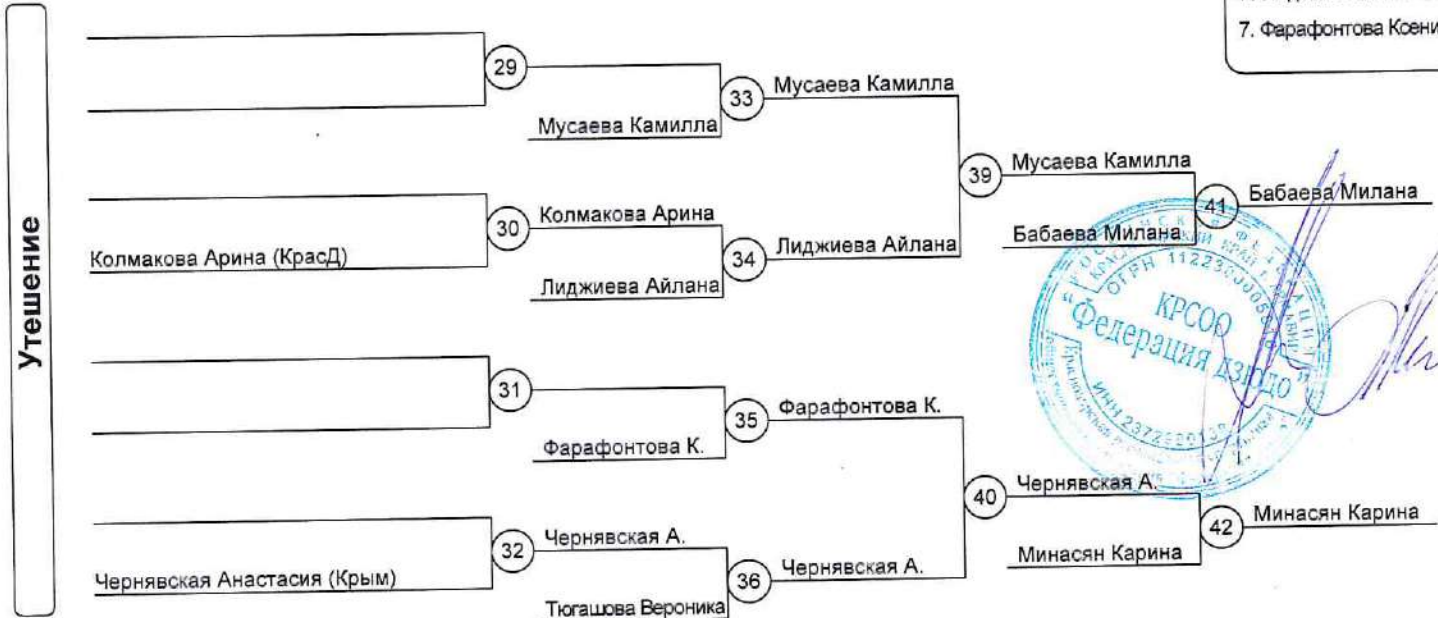 7. Фарафонтова Ксени
Утешение
29
33
Мусаева Камилла
Мусаева Камилла
39
Мусаева Камилла
30
Колмакова Арина
Колмакова Арина (КрасД)
34
Лиджиева Айлана
Лиджиева Айлана
Бабаева Милана
41
Бабаева Милана
31
35
Фарафонтова К.
Фарафонтова К.
40
Чернявская А.
32
Чернявская А.
Чернявская Анастасия (Крым)
36
Чернявская А.
Тюгашова Вероника
Минасян Карина
42
Минасян Карина
КРСОО
"Федерация дзюдо"